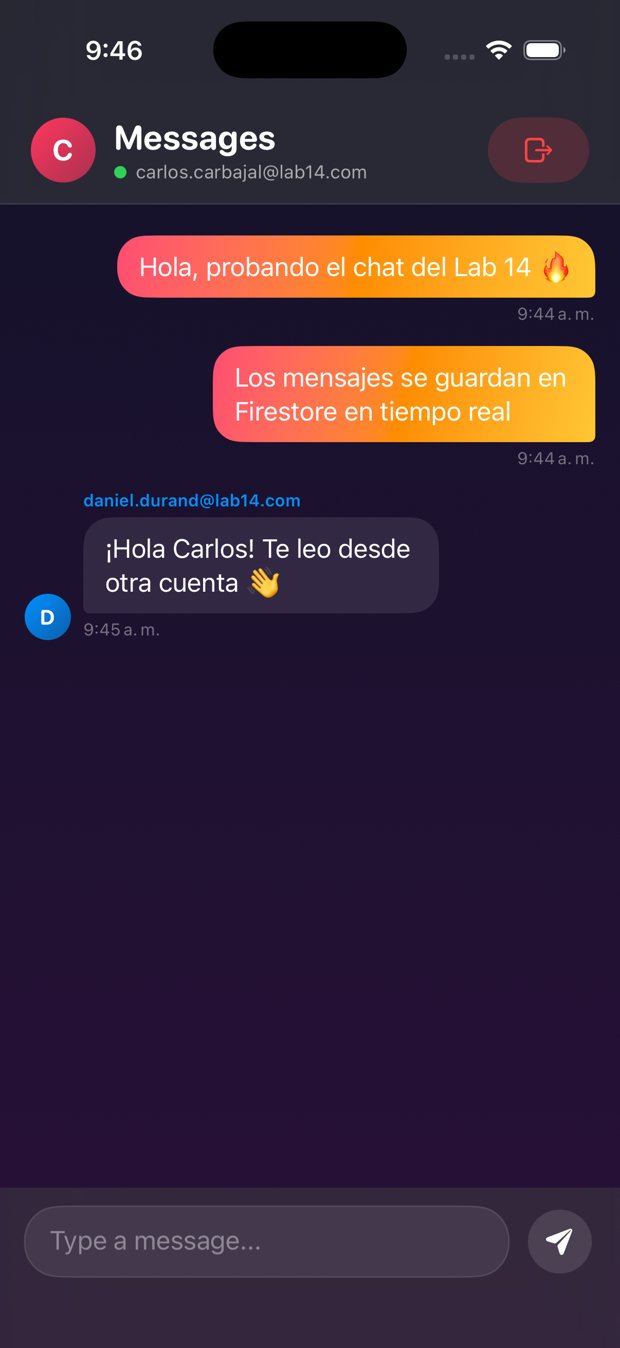 9:46
C
Messages
carlos.carbajal@lab14.com
Hola, probando el chat del Lab 14 🔥
9:44 a. m.
Los mensajes se guardan en
Firestore en tiempo real
9:44 a. m.
daniel.durand@lab14.com
¡Hola Carlos! Te leo desde
otra cuenta 👋
D
9:45 a. m.
Type a message...